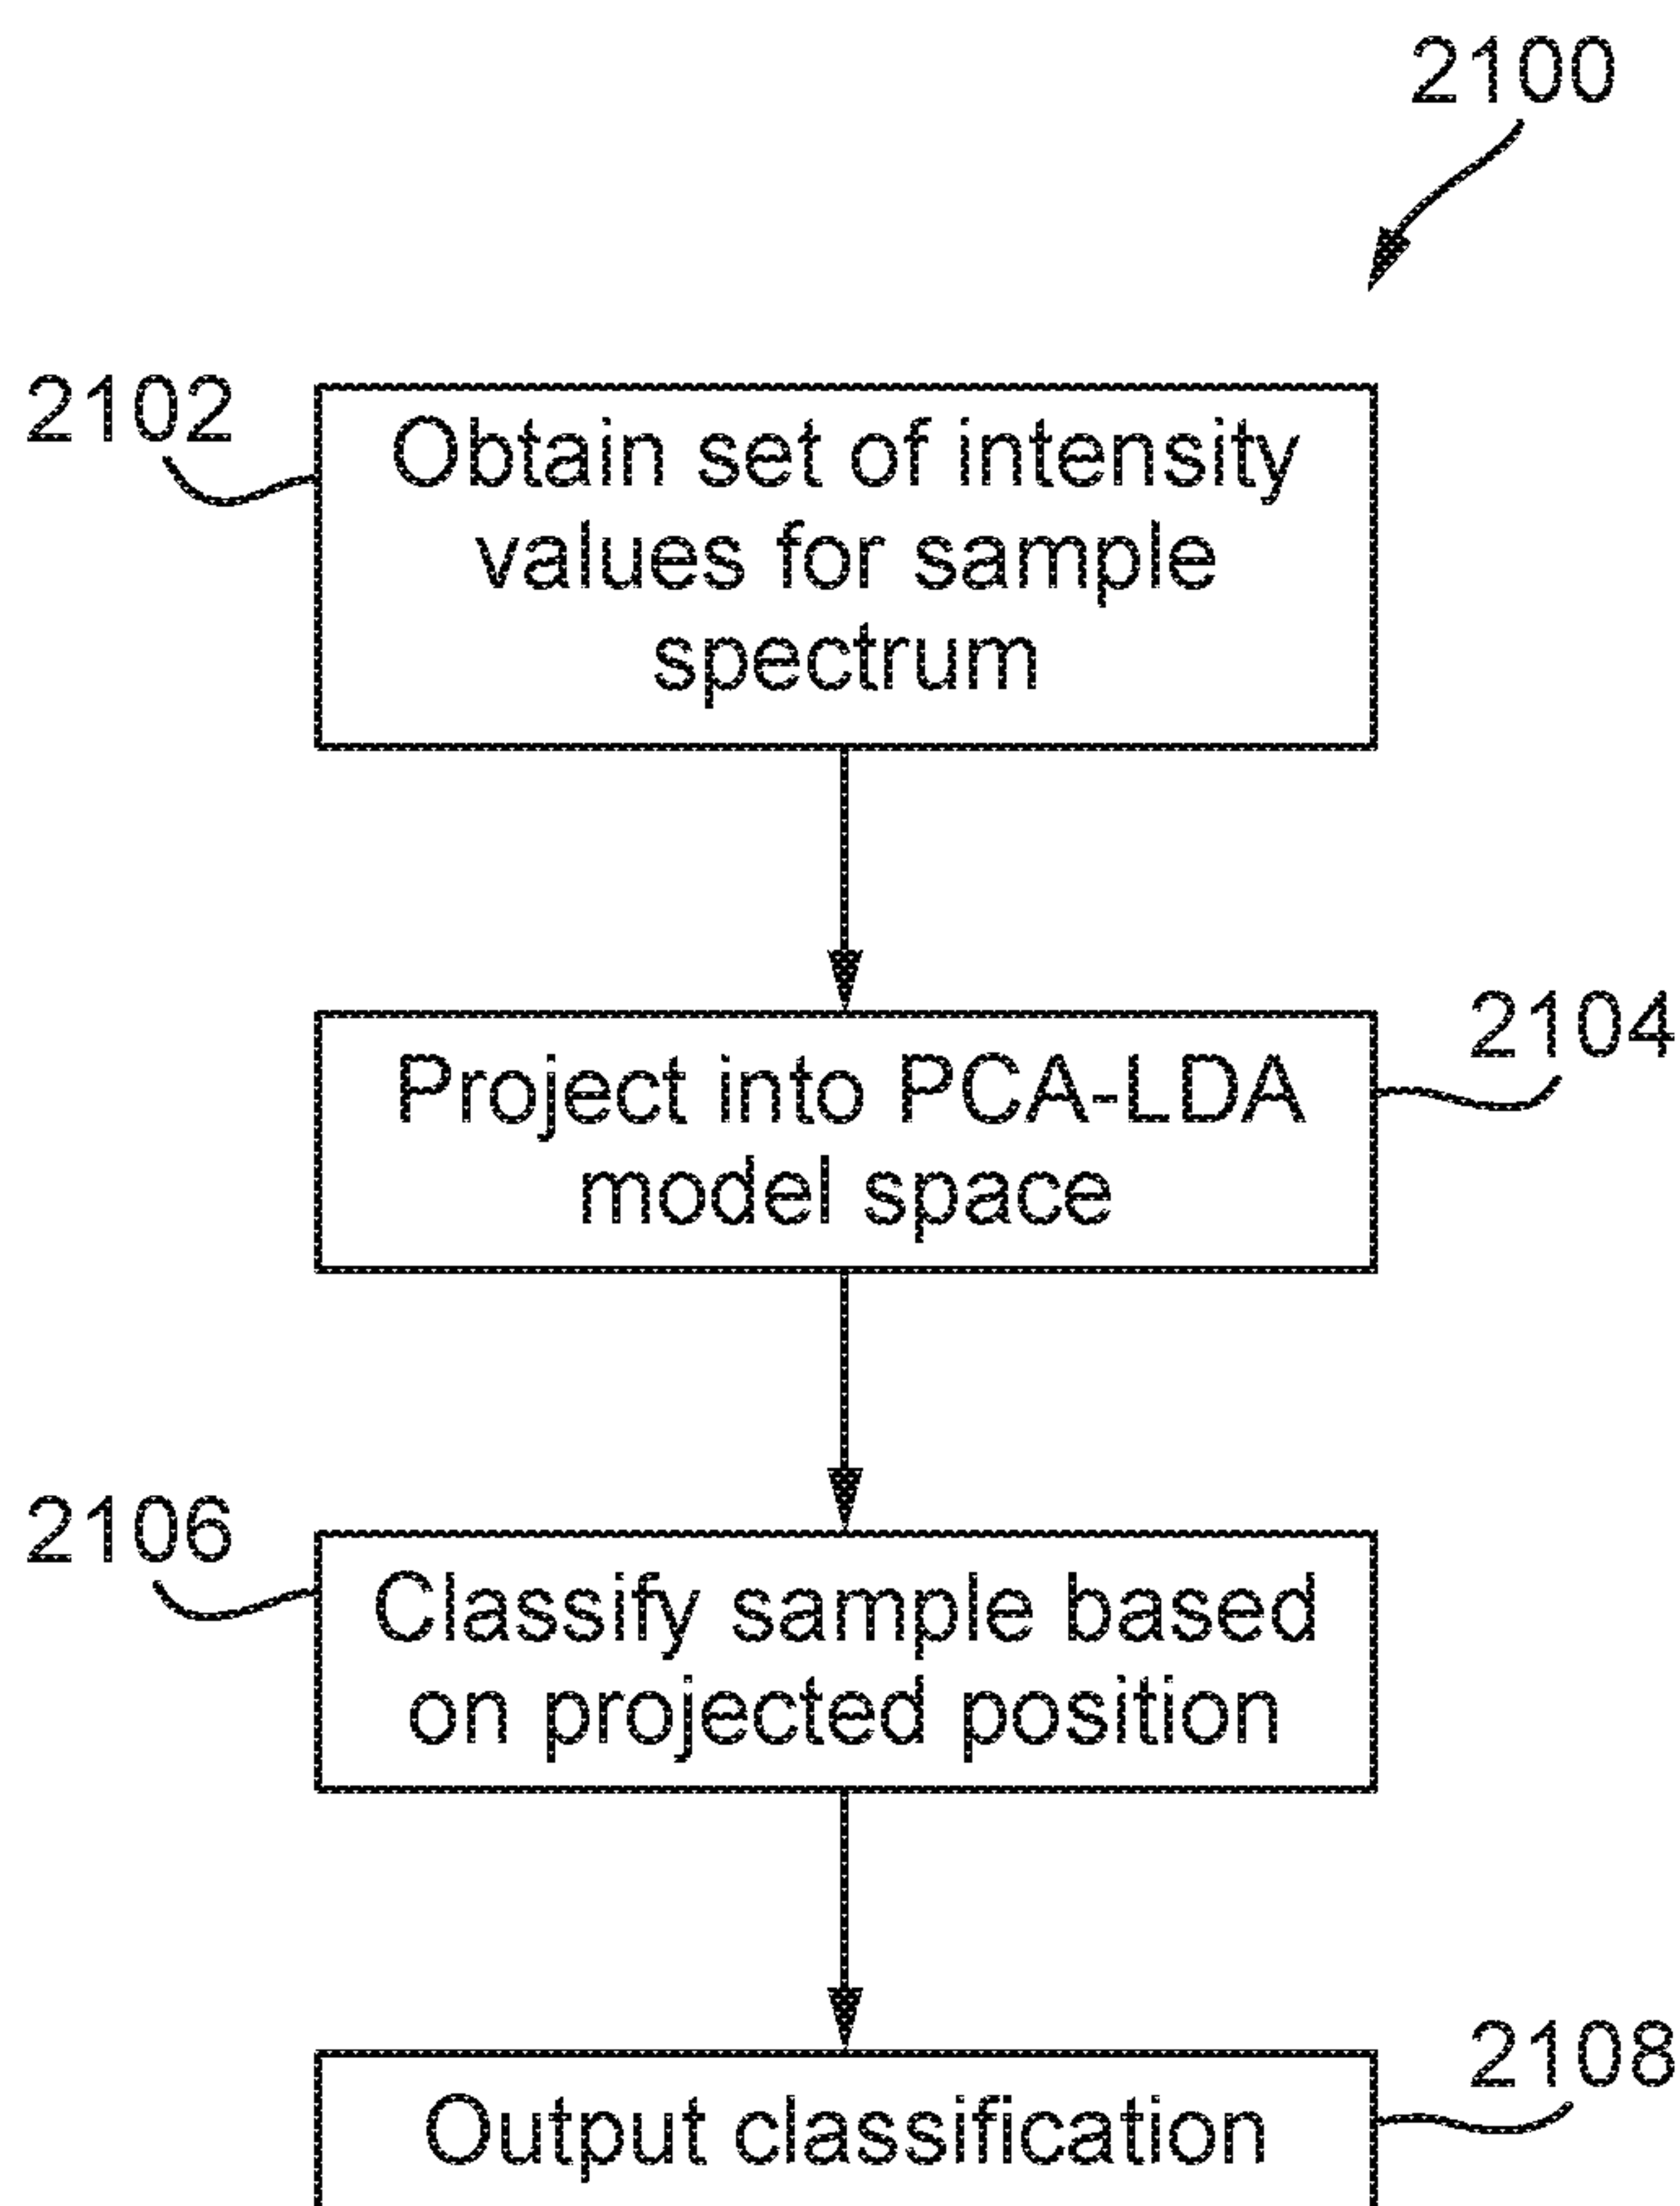 2100
2102
Obtain set of intensity
values for sample
spectrum
2104
Project into PCA-LDA
model space
2106
Classify sample based
on projected position
2108
Output classification